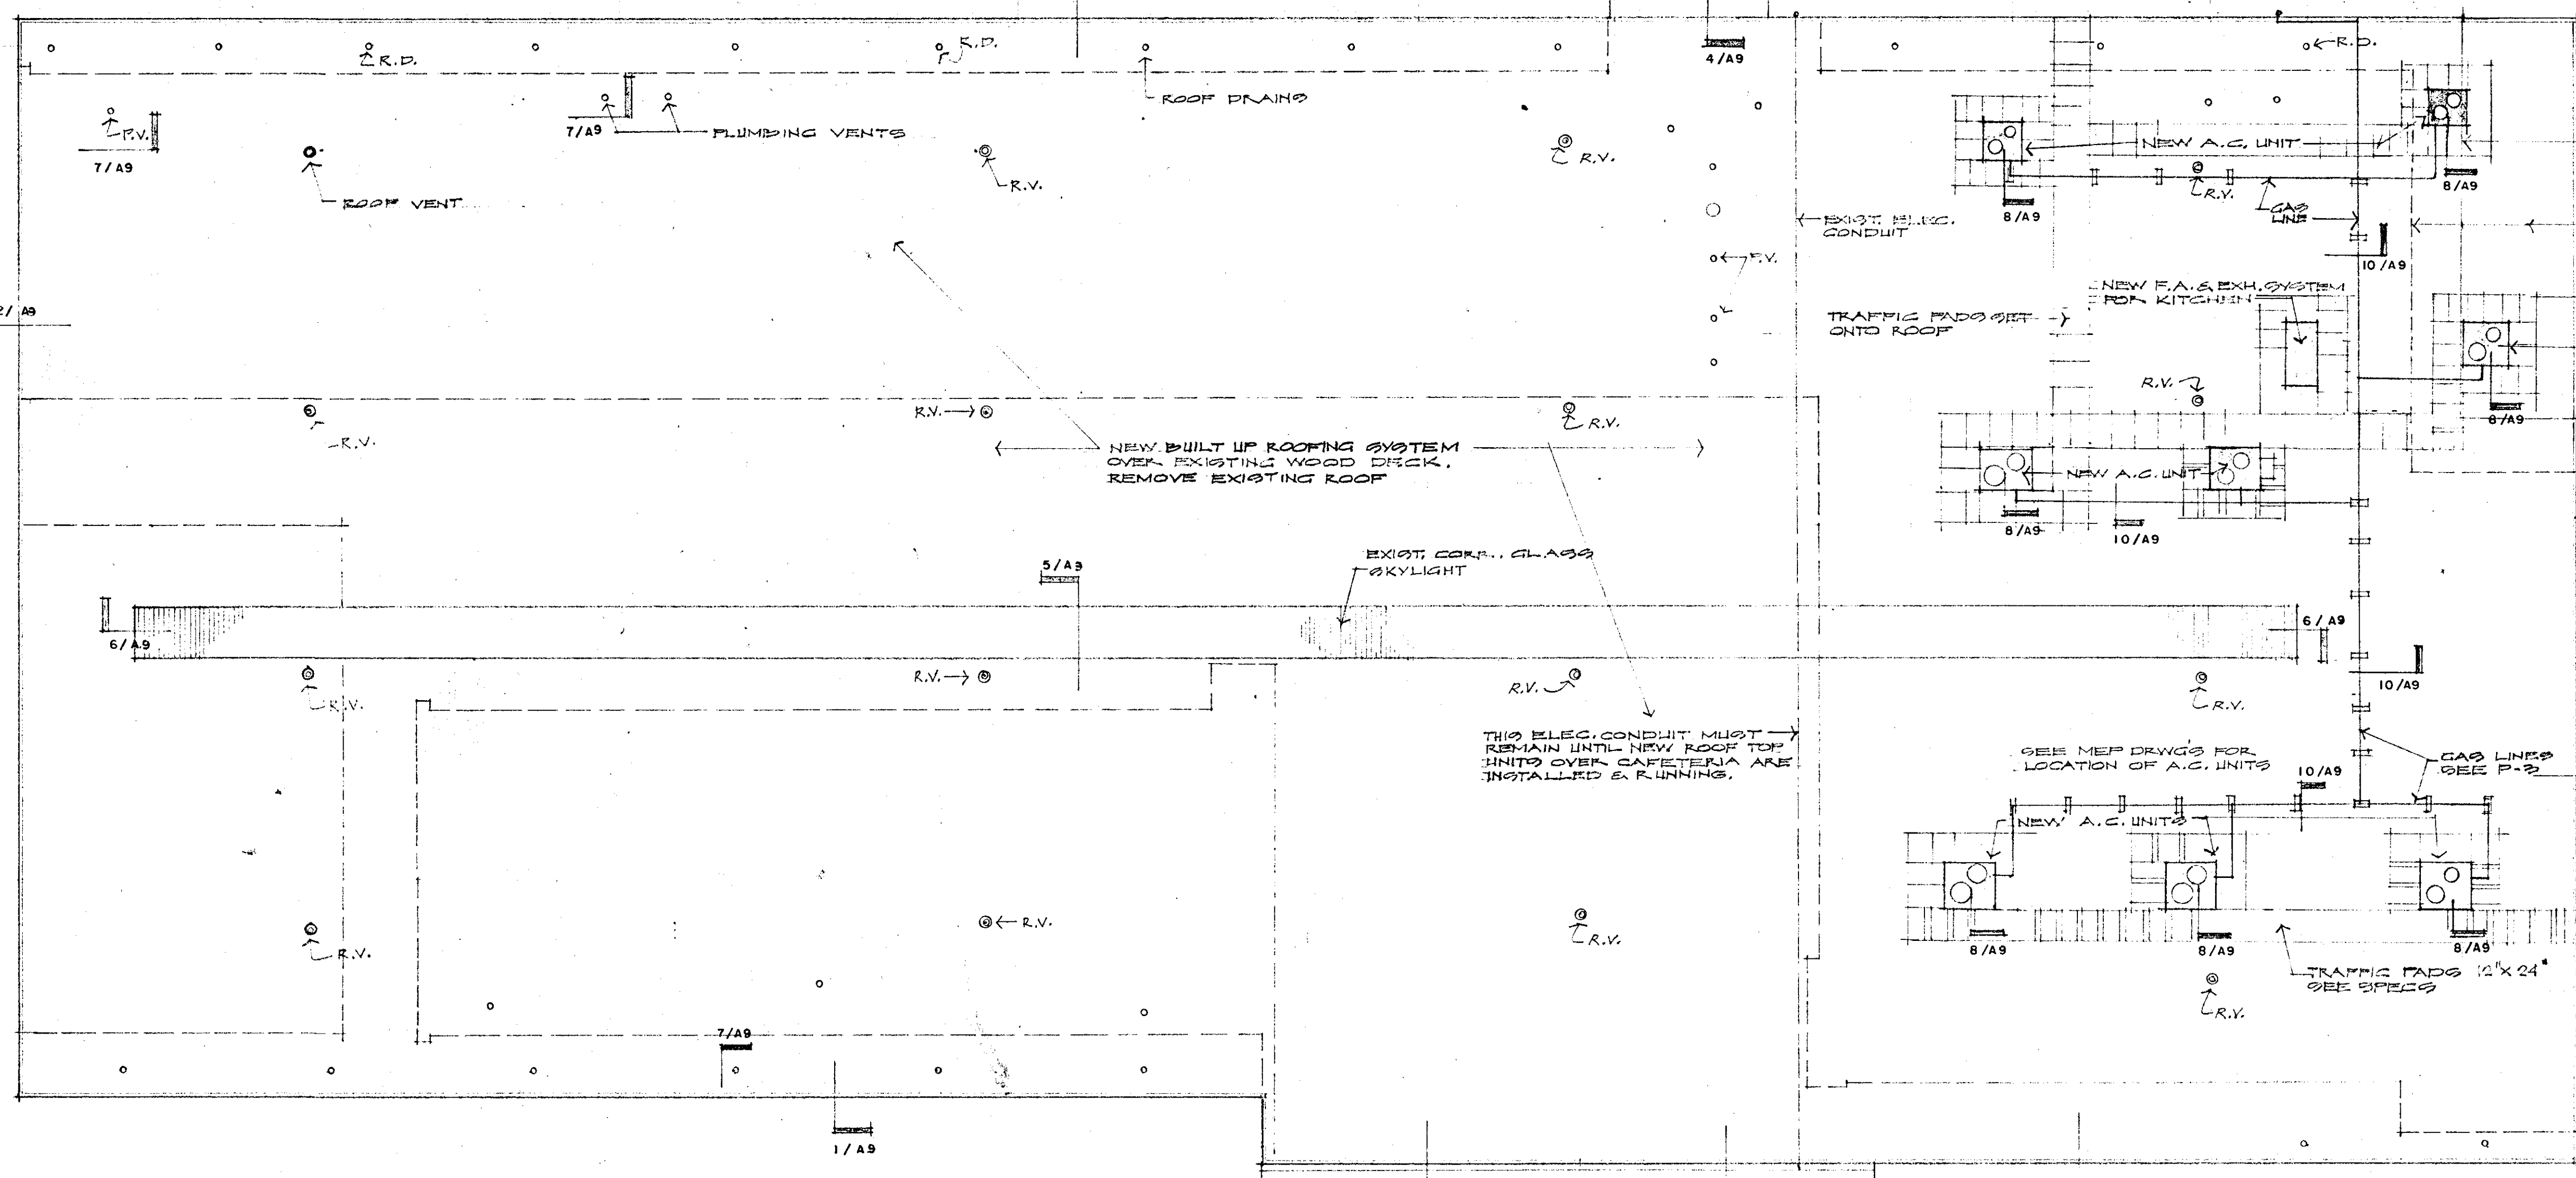 R.D.
R.D.
4/A9
R.D.
ROOF DRAINS
P.V.
7/A9
7/A9
PLUMBING VENTS
R.V.
R.V.
ROOF VENT
NEW A.C. UNIT
8/A9
R.V.
GAS
LINE
8/A9
EXIST. ELEC.
CONDUIT
P.V.
10/A9
2/A9
NEW F.A. & EXH. SYSTEM
FOR KITCHEN
TRAFFIC PADS SET
ONTO ROOF
R.V.
R.V.
R.V.
R.V.
8/A9
NEW BUILT UP ROOFING SYSTEM
OVER EXISTING WOOD DECK.
REMOVE EXISTING ROOF
NEW A.C. UNIT
8/A9
10/A9
EXIST. CORR. GLASS
SKYLIGHT
5/A9
6/A9
6/A9
R.V.
R.V.
R.V.
R.V.
10/A9
THIS ELEC. CONDUIT MUST
REMAIN UNTIL NEW ROOF TOP
UNITS OVER CAFETERIA ARE
INSTALLED & RUNNING.
SEE MEP DRWG'S FOR
LOCATION OF A.C. UNITS
10/A9
GAS LINES
SEE P-3
NEW A.C. UNITS
R.V.
R.V.
R.V.
8/A9
8/A9
8/A9
TRAFFIC PADS 12"X24"
SEE SPECS
R.V.
7/A9
1/A9